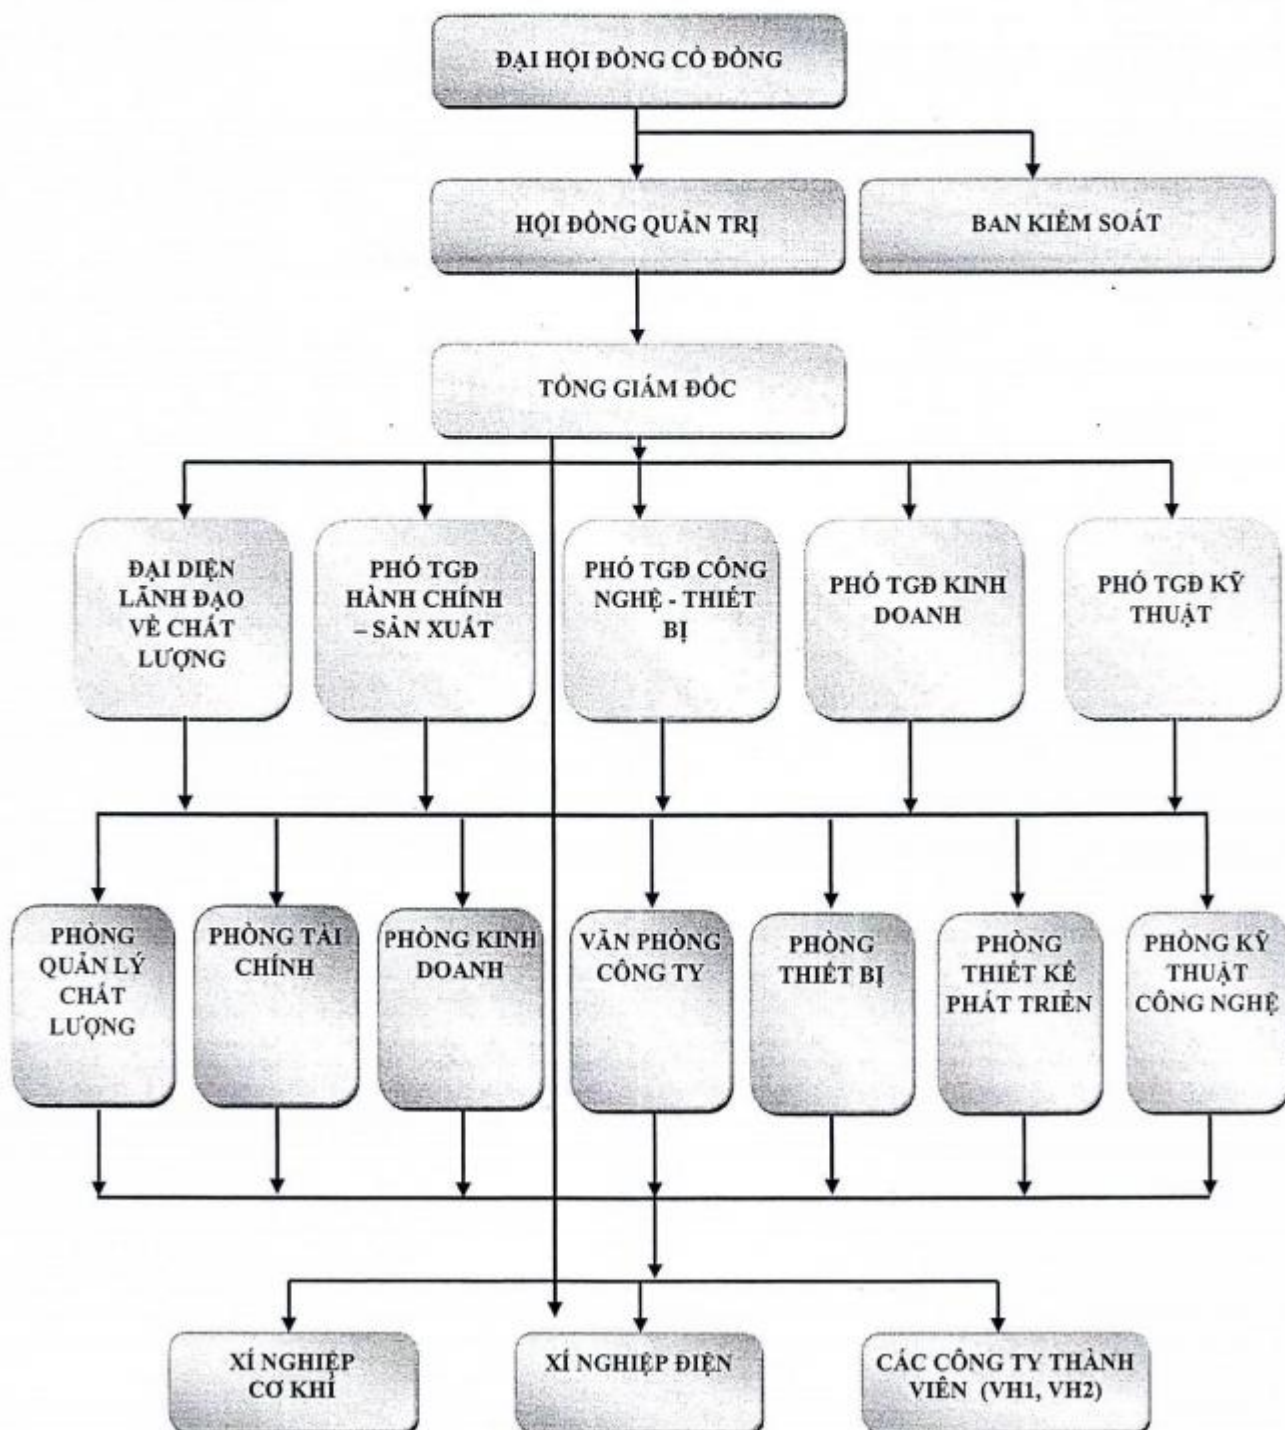 ĐẠI HỘI ĐỒNG CỔ ĐÔNG
HỘI ĐỒNG QUẢN TRỊ
BAN KIỂM SOÁT
TỔNG GIÁM ĐỐC
ĐẠI DIỆN
LÃNH ĐẠO
VỀ CHẤT
LƯỢNG
PHÓ TGĐ
HÀNH CHÍNH
– SẢN XUẤT
PHÓ TGĐ CÔNG
NGHỆ - THIẾT
BỊ
PHÓ TGĐ KINH
DOANH
PHÓ TGĐ KỸ
THUẬT
PHÒNG
QUẢN LÝ
CHẤT
LƯỢNG
PHÒNG TÀI
CHÍNH
PHÒNG KINH
DOANH
VĂN PHÒNG
CÔNG TY
PHÒNG
THIẾT BỊ
PHÒNG
THIẾT KẾ
PHÁT TRIỂN
PHÒNG KỸ
THUẬT
CÔNG NGHỆ
XÍ NGHIỆP
CƠ KHÍ
XÍ NGHIỆP ĐIỆN
CÁC CÔNG TY THÀNH
VIÊN (VH1, VH2)